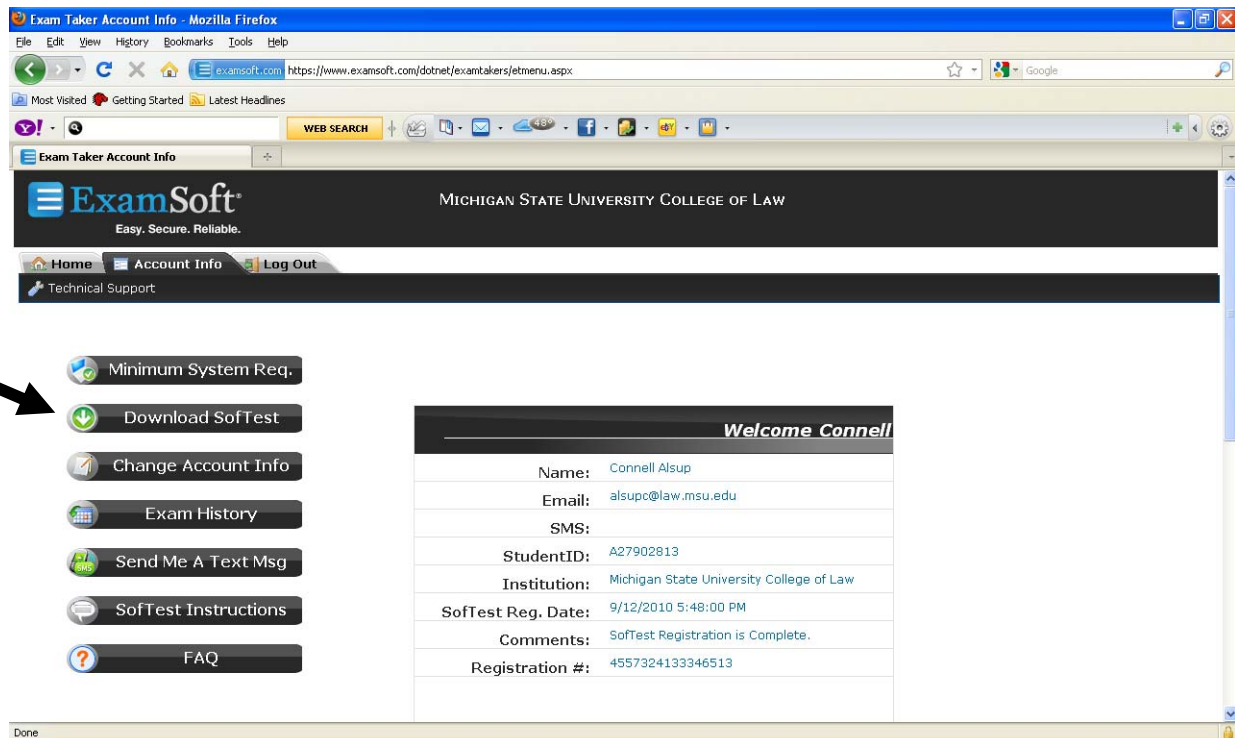 Exam Taker Account Info - Mozilla Firefox
File Edit View History Bookmarks Tools Help
examsoft.com https://www.examsoft.com/dotnet/examtakers/etmenu.aspx Google
Most Visited Getting Started Latest Headlines
Y! WEB SEARCH 48° f eBY
Exam Taker Account Info
ExamSoft
MICHIGAN STATE UNIVERSITY COLLEGE OF LAW
Easy. Secure. Reliable.
Home Account Info Log Out
Technical Support
Minimum System Req.
Download SofTest
Change Account Info
Exam History
Send Me A Text Msg
SofTest Instructions
FAQ
Welcome Connell
Name: Connell Alsup
Email: alsupc@law.msu.edu
SMS:
StudentID: A27902813
Institution: Michigan State University College of Law
SofTest Reg. Date: 9/12/2010 5:48:00 PM
Comments: SofTest Registration is Complete.
Registration #: 4557324133346513
Done